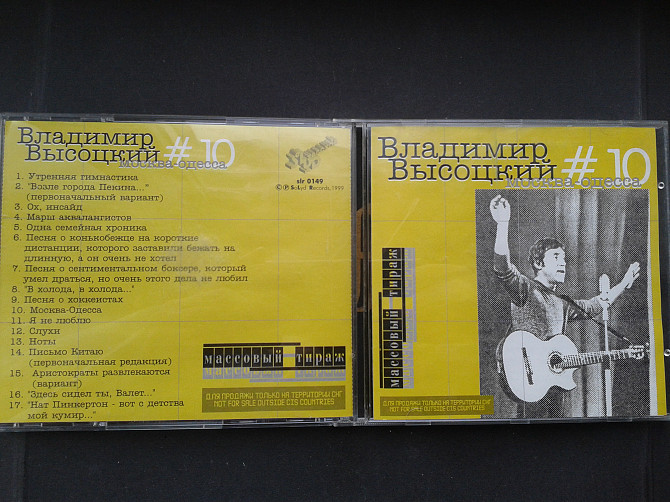 Владимир
Высоцкий # 10
Москва-Одесса
slr 0149
© ℗ SoLyd Records, 1999
1. Утренняя гимнастика
2. "Возле города Пекина..."
(первоначальный вариант)
3. Ох, инсайд
4. Марш аквалангистов
5. Одна семейная хроника
6. Песня о конькобежце на короткие
дистанции, которого заставили бежать на
длинную, а он очень не хотел
7. Песня о сентиментальном боксере, который
умел драться, но очень этого дела не любил
8. "В холода, в холода..."
9. Песня о хоккеистах
10. Москва-Одесса
11. Я не люблю
12. Слухи
13. Ноты
14. Письмо Китаю
(первоначальная редакция)
15. Аристократы развлекаются
(вариант)
16. "Здесь сидел ты, Валет..."
17. "Нат Пинкертон - вот с детства
мой кумир..."
массовый тираж
ДЛЯ ПРОДАЖИ ТОЛЬКО НА ТЕРРИТОРИИ СНГ
NOT FOR SALE OUTSIDE CIS COUNTRIES
Владимир
Высоцкий # 10
Москва-Одесса
массовый тираж
ДЛЯ ПРОДАЖИ ТОЛЬКО НА ТЕРРИТОРИИ СНГ
NOT FOR SALE OUTSIDE CIS COUNTRIES